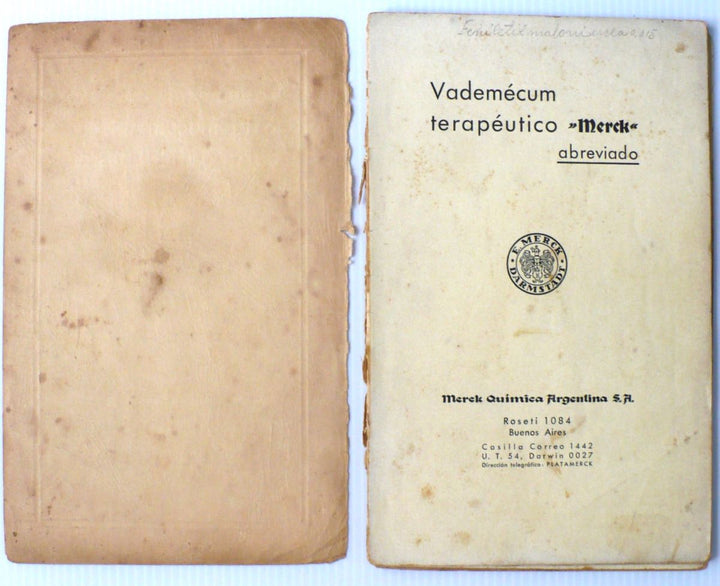 Vademécum
terapéutico »Merck«
abreviado
E. MERCK
DARMSTADT
Merck Química Argentina S. A.
Roseti 1084
Buenos Aires
Casilla Correo 1442
U. T. 54, Darwin 0027
Dirección telegráfica: PLATAMERCK